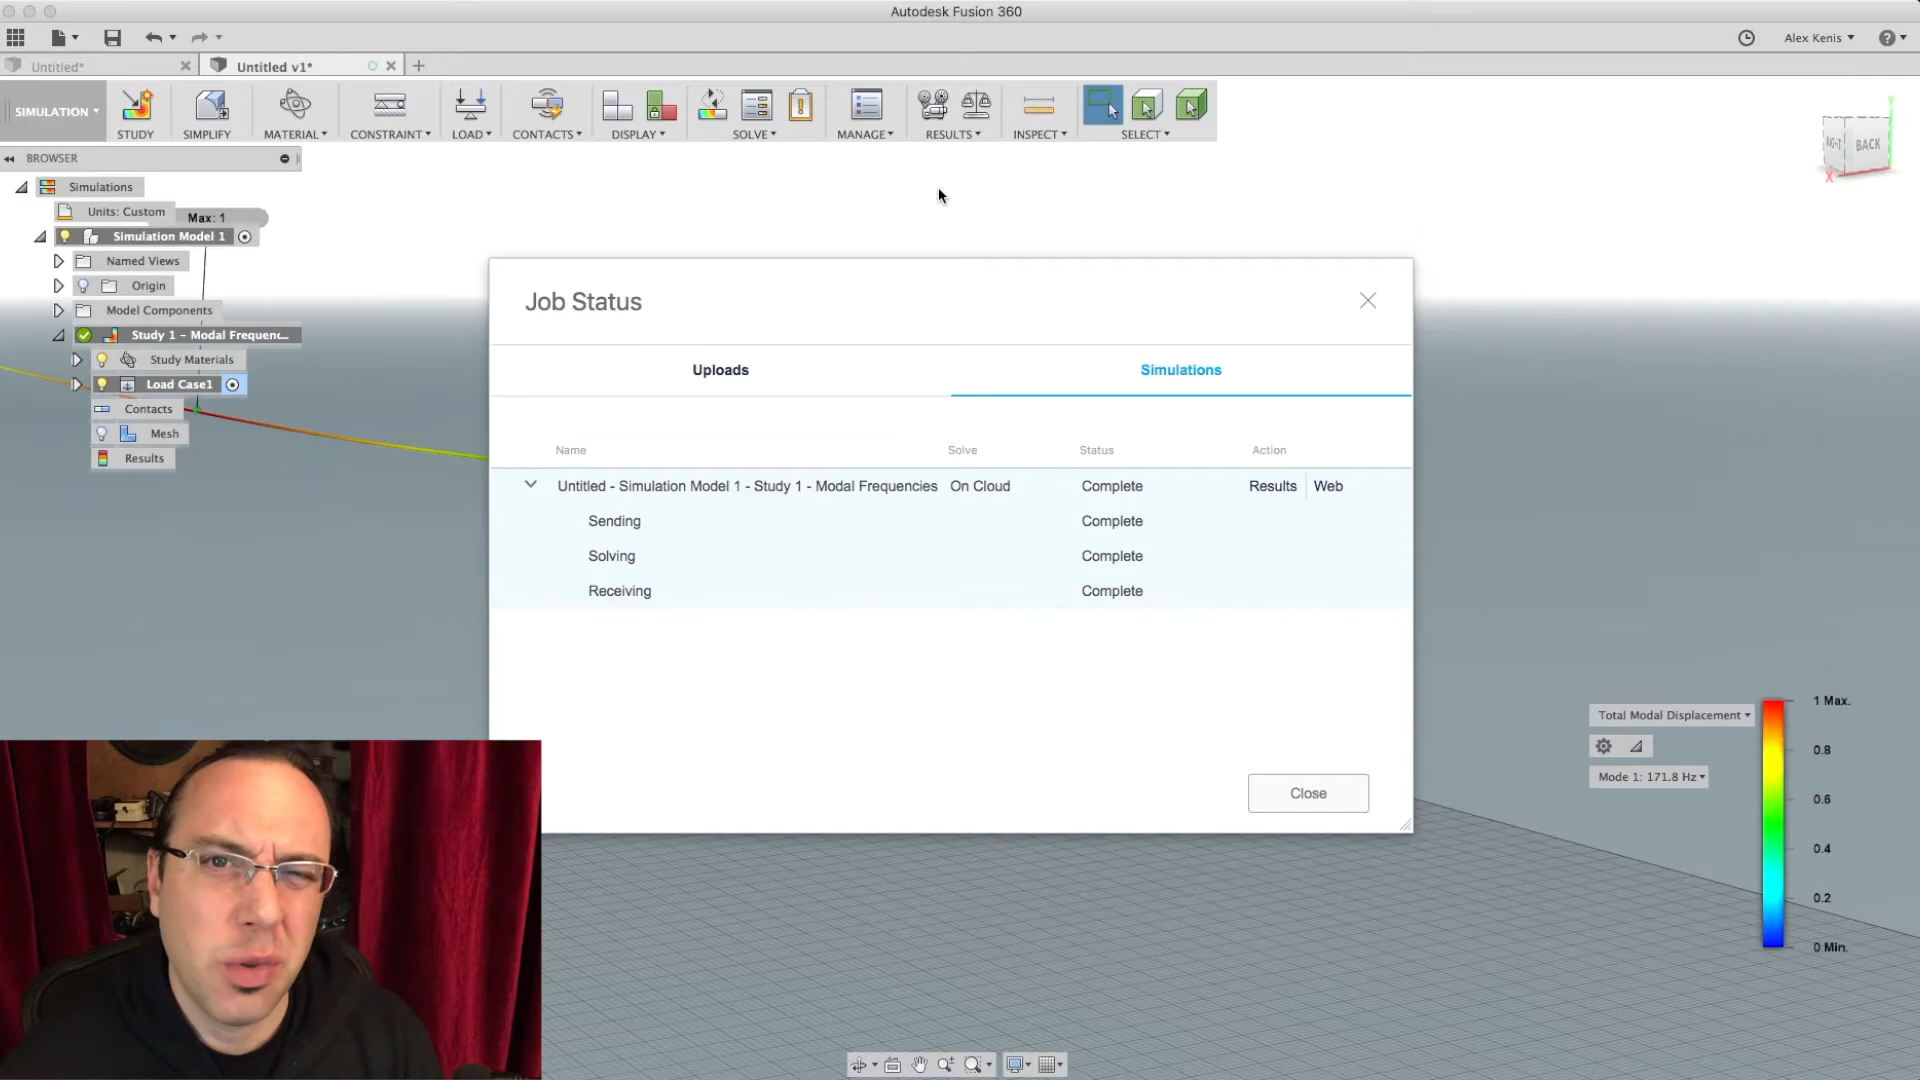 Autodesk Fusion 360
Alex Kenis
Untitled*
Untitled v1*
SIMULATION
STUDY
SIMPLIFY
MATERIAL
CONSTRAINT
LOAD
CONTACTS
DISPLAY
SOLVE
MANAGE
RESULTS
INSPECT
SELECT
RIGHT
BACK
X
BROWSER
Simulations
Units: Custom
Max: 1
Simulation Model 1
Named Views
Origin
Model Components
Study 1 - Modal Frequenc...
Study Materials
Load Case1
Contacts
Mesh
Results
Job Status
Uploads
Simulations
Name
Solve
Status
Action
Untitled - Simulation Model 1 - Study 1 - Modal Frequencies
On Cloud
Complete
Results
Web
Sending
Complete
Solving
Complete
Receiving
Complete
Close
Total Modal Displacement
Mode 1: 171.8 Hz
1 Max.
0.8
0.6
0.4
0.2
0 Min.